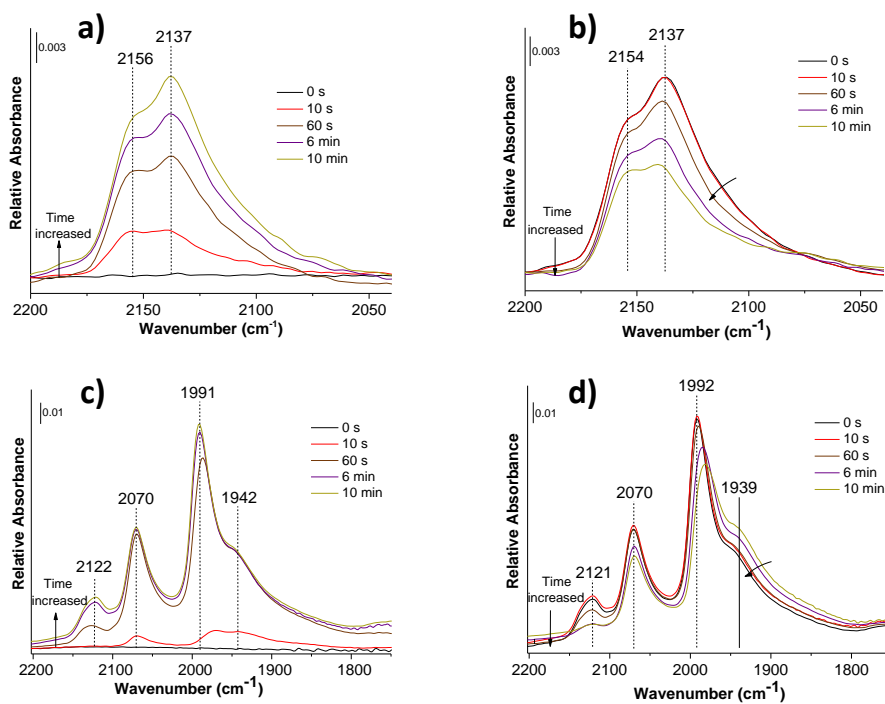 a)
0.003
2137
2156
0 s
10 s
60 s
6 min
10 min
Time
increased
Relative Absorbance
2200
2150
2100
2050
Wavenumber (cm-1)
b)
0.003
2137
2154
0 s
10 s
60 s
6 min
10 min
Time
increased
Relative Absorbance
2200
2150
2100
2050
Wavenumber (cm-1)
c)
0.01
1991
2070
1942
2122
0 s
10 s
60 s
6 min
10 min
Time
increased
Relative Absorbance
2200
2100
2000
1900
1800
Wavenumber (cm-1)
d)
0.01
1992
2070
1939
2121
0 s
10 s
60 s
6 min
10 min
Time
increased
Relative Absorbance
2200
2100
2000
1900
1800
Wavenumber (cm-1)